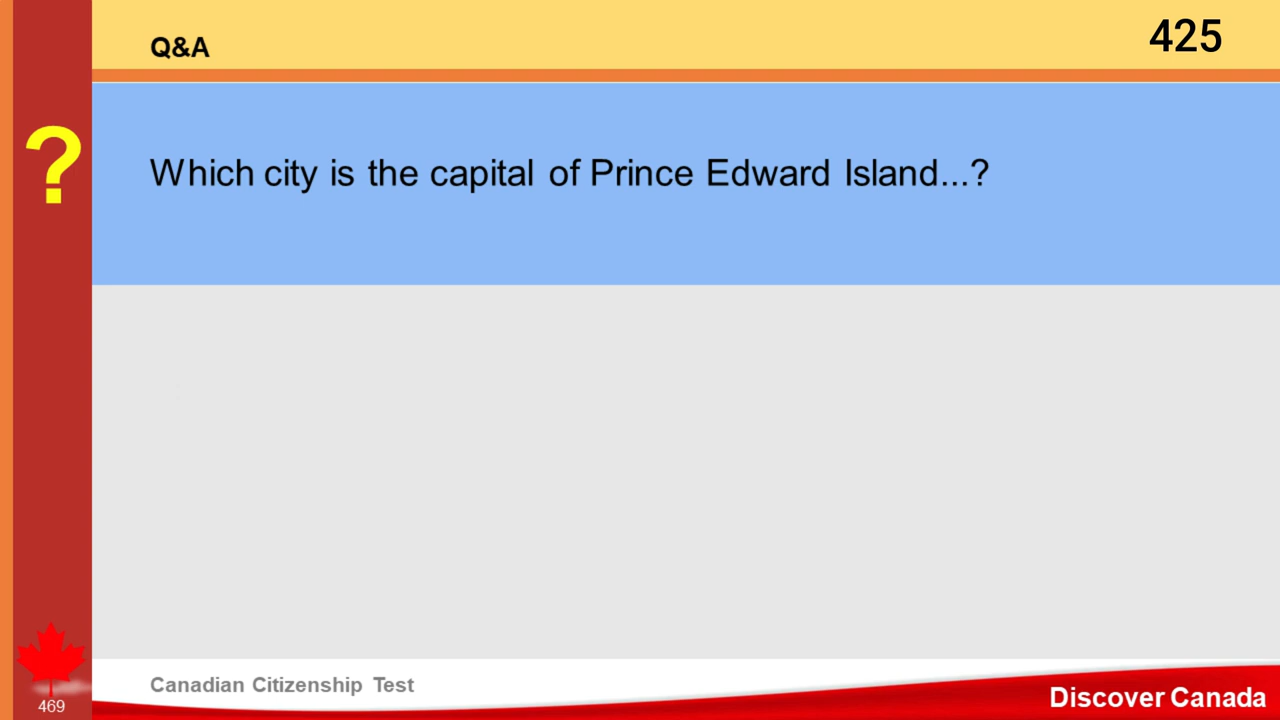 Q&A
425
?
Which city is the capital of Prince Edward Island...?
Canadian Citizenship Test
469
Discover Canada